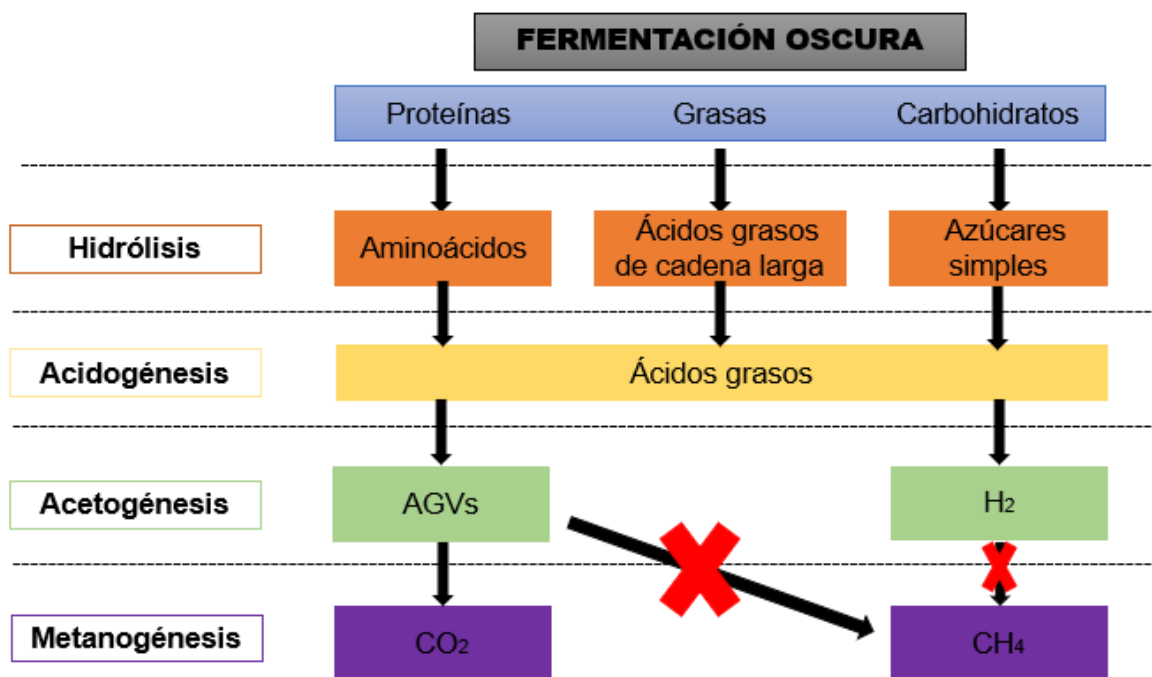 FERMENTACIÓN OSCURA
Proteínas Grasas Carbohidratos
Hidrólisis
Aminoácidos
Ácidos grasos
de cadena larga
Azúcares
simples
Acidogénesis
Ácidos grasos
Acetogénesis
AGVs
H2
Metanogénesis
CO2
CH4